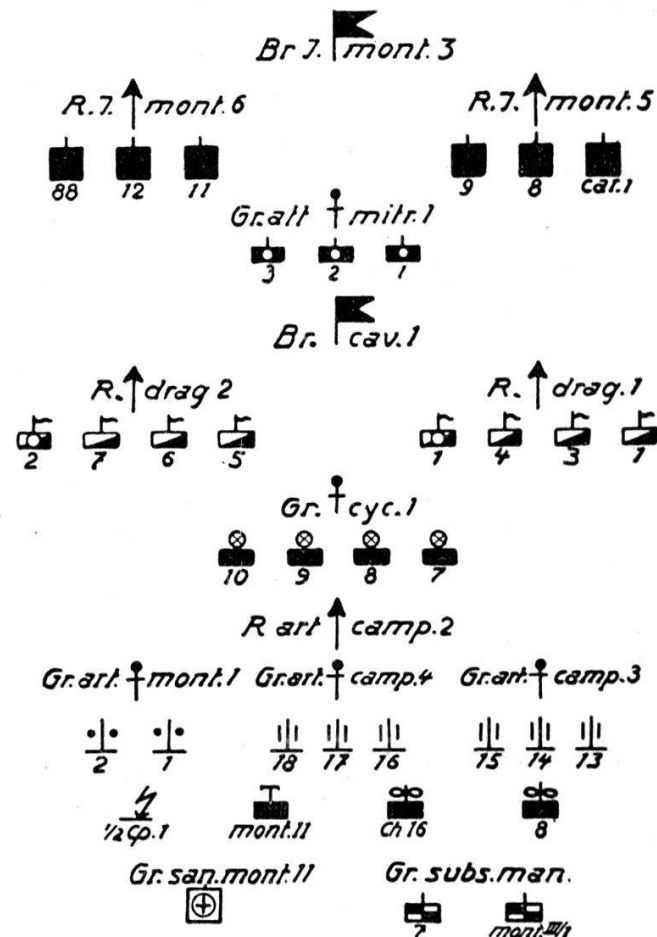 Br J. mont.3
R.J. mont.6 R.J. mont.5
88 12 11 9 8 car.1
Gr.att mitr.1
3 2 1
Br. cav.1
R. drag 2 R. drag.1
2 7 6 5 1 4 3 1
Gr. cyc.1
10 9 8 7
R art camp.2
Gr.art. mont.1 Gr.art. camp.4 Gr.art. camp.3
2 1 18 17 16 15 14 13
1/2 Cp.1 mont.11 Ch 16 8
Gr.san.mont.11 Gr. subs.man.
7 mont.III/1